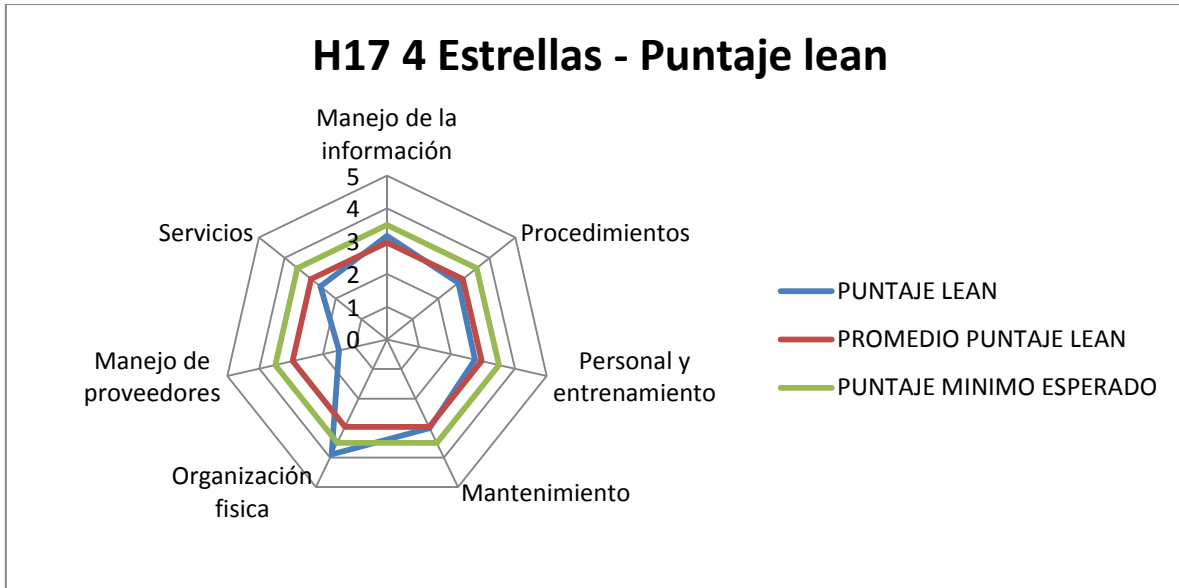 H17 4 Estrellas - Puntaje lean
Manejo de la
información
5
4
3
2
1
0
Procedimientos
Personal y
entrenamiento
Mantenimiento
Organización
fisica
Manejo de
proveedores
Servicios
PUNTAJE LEAN
PROMEDIO PUNTAJE LEAN
PUNTAJE MINIMO ESPERADO